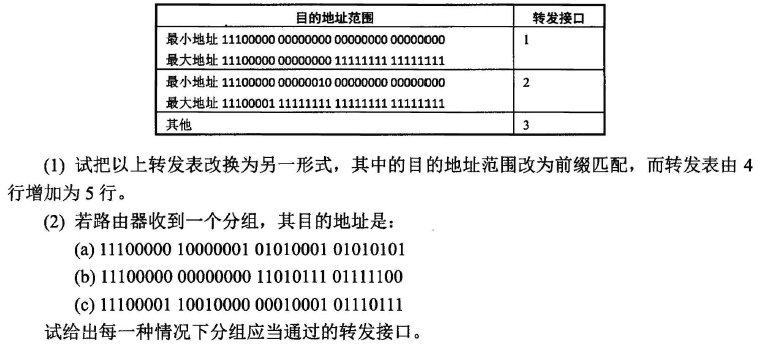 目的地址范围 转发接口
最小地址 11100000 00000000 00000000 00000000 1
最大地址 11100000 00000000 11111111 11111111
最小地址 11100000 00000010 00000000 00000000 2
最大地址 11100001 11111111 11111111 11111111
其他 3
(1) 试把以上转发表改换为另一形式，其中的目的地址范围改为前缀匹配，而转发表由 4
行增加为 5 行。
(2) 若路由器收到一个分组，其目的地址是：
(a) 11100000 10000001 01010001 01010101
(b) 11100000 00000000 11010111 01111100
(c) 11100001 10010000 00010001 01110111
试给出每一种情况下分组应当通过的转发接口。